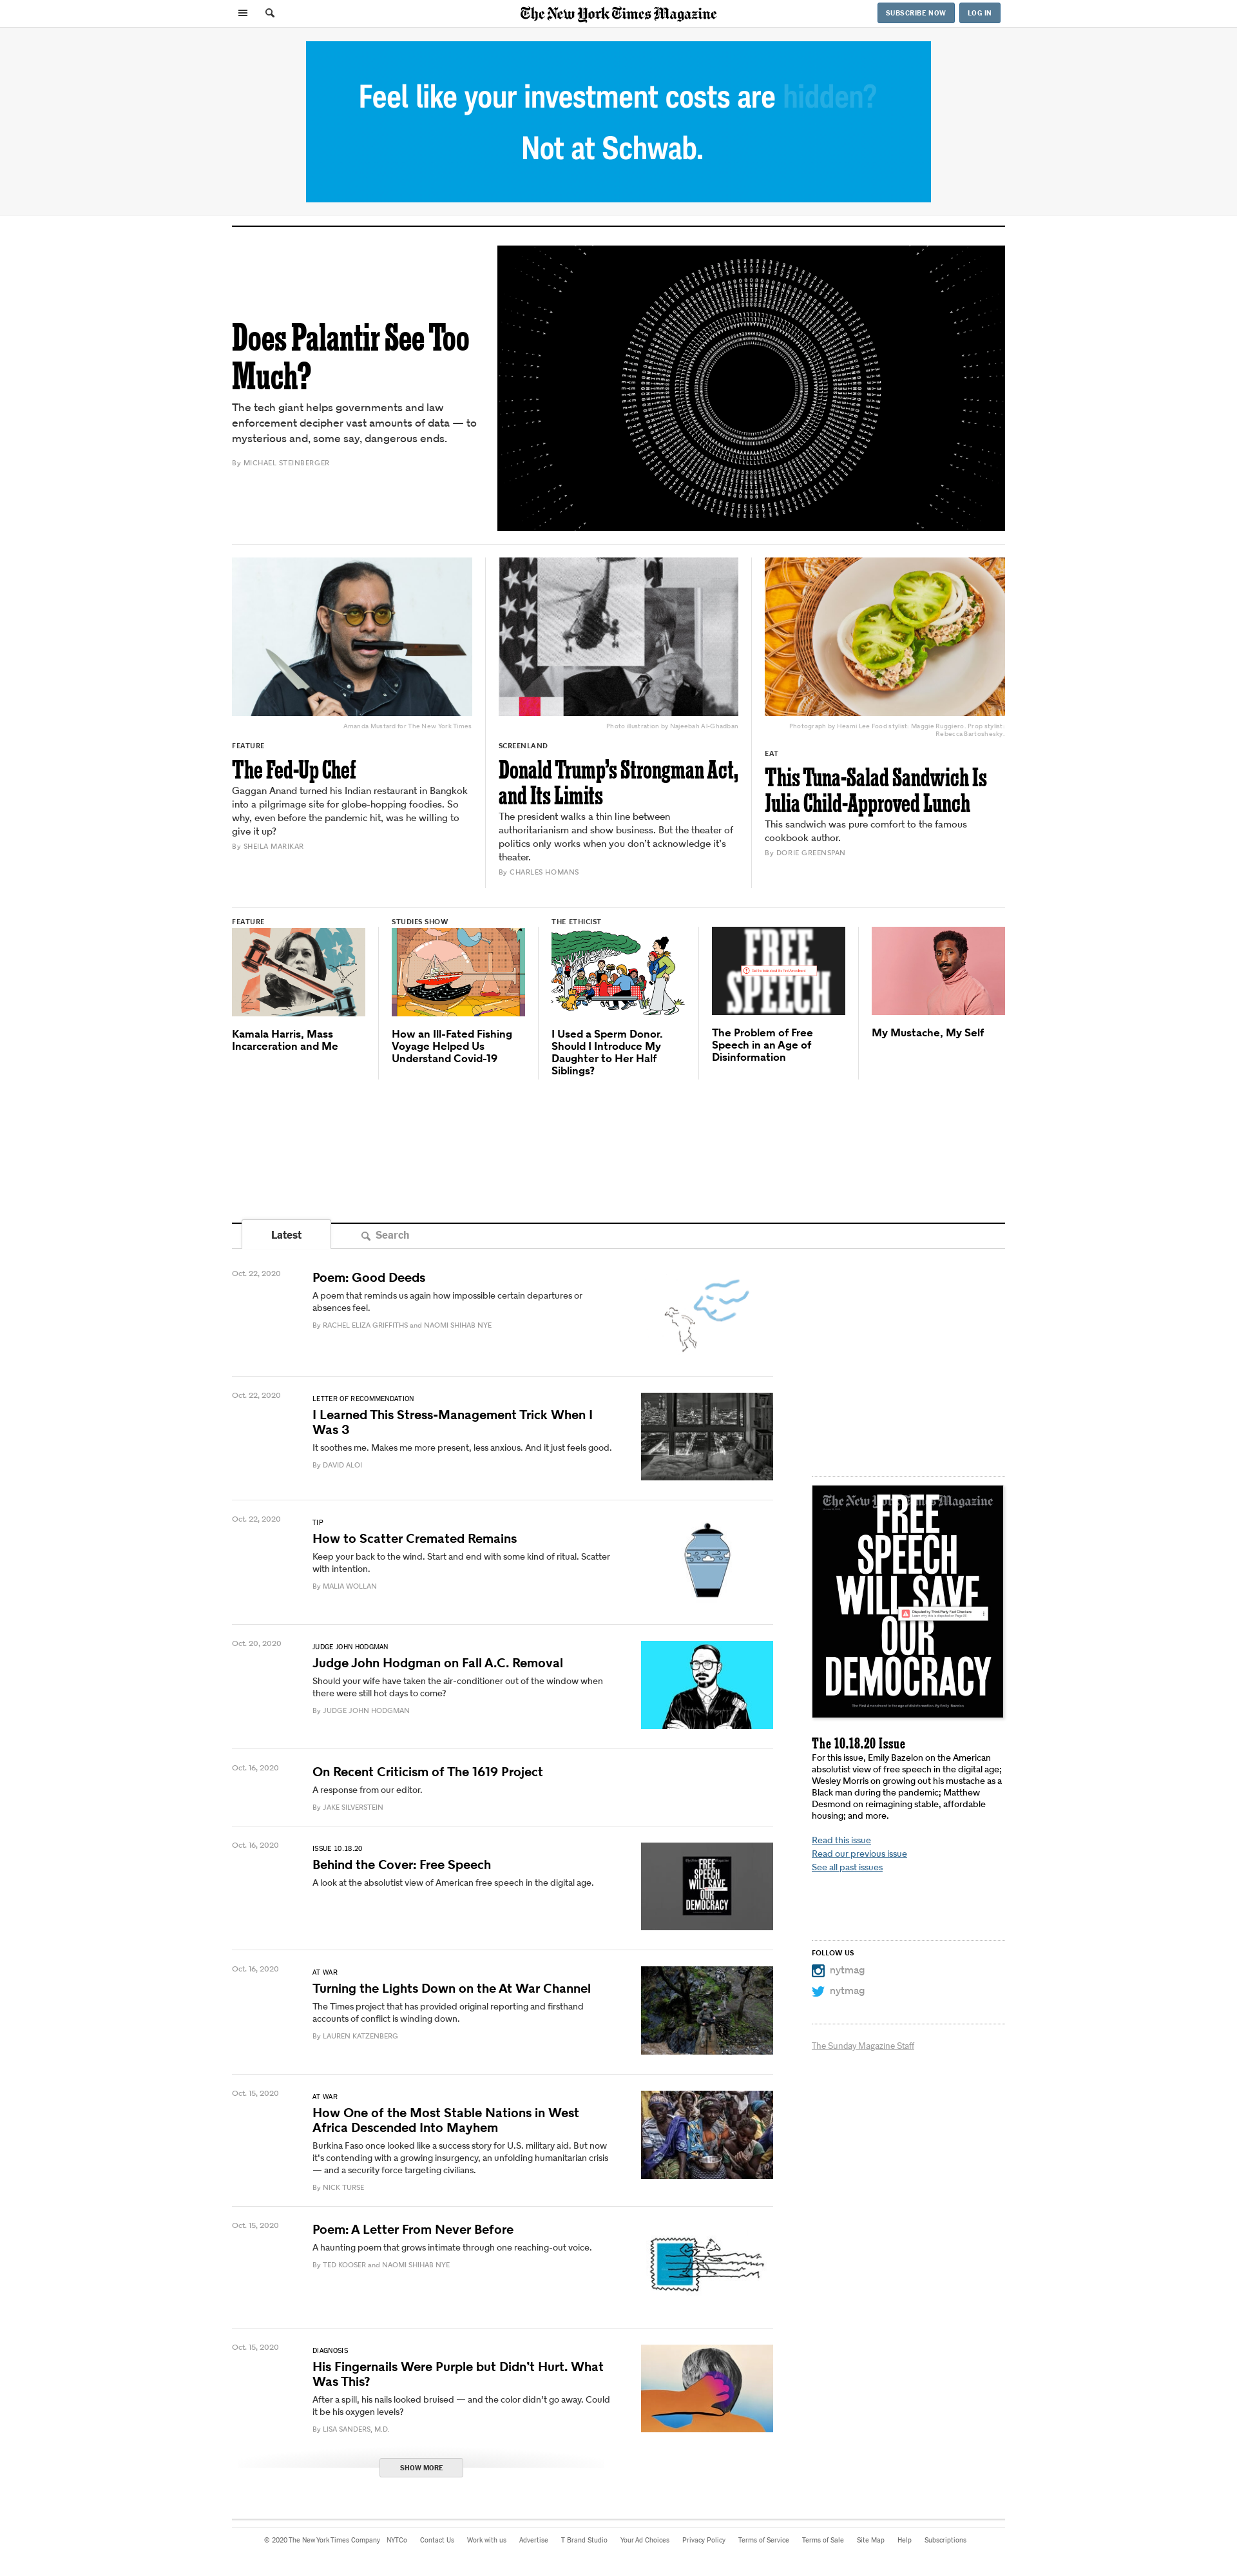 The New York Times Magazine
SUBSCRIBE NOW
LOG IN
Feel like your investment costs are hidden?
Not at Schwab.
Does Palantir See Too
Much?
The tech giant helps governments and law
enforcement decipher vast amounts of data — to
mysterious and, some say, dangerous ends.
By MICHAEL STEINBERGER
Amanda Mustard for The New York Times
FEATURE
The Fed-Up Chef
Gaggan Anand turned his Indian restaurant in Bangkok
into a pilgrimage site for globe-hopping foodies. So
why, even before the pandemic hit, was he willing to
give it up?
By SHEILA MARIKAR
Photo illustration by Najeebah Al-Ghadban
SCREENLAND
Donald Trump's Strongman Act,
and Its Limits
The president walks a thin line between
authoritarianism and show business. But the theater of
politics only works when you don't acknowledge it's
theater.
By CHARLES HOMANS
Photograph by Heami Lee Food stylist: Maggie Ruggiero. Prop stylist:
Rebecca Bartoshesky.
EAT
This Tuna-Salad Sandwich Is
Julia Child-Approved Lunch
This sandwich was pure comfort to the famous
cookbook author.
By DORIE GREENSPAN
FEATURE
Kamala Harris, Mass
Incarceration and Me
STUDIES SHOW
How an Ill-Fated Fishing
Voyage Helped Us
Understand Covid-19
THE ETHICIST
I Used a Sperm Donor.
Should I Introduce My
Daughter to Her Half
Siblings?
FREE
SPEECH
The Problem of Free
Speech in an Age of
Disinformation
My Mustache, My Self
Latest
Search
Oct. 22, 2020
Poem: Good Deeds
A poem that reminds us again how impossible certain departures or
absences feel.
By RACHEL ELIZA GRIFFITHS and NAOMI SHIHAB NYE
Oct. 22, 2020
LETTER OF RECOMMENDATION
I Learned This Stress-Management Trick When I
Was 3
It soothes me. Makes me more present, less anxious. And it just feels good.
By DAVID ALOI
Oct. 22, 2020
TIP
How to Scatter Cremated Remains
Keep your back to the wind. Start and end with some kind of ritual. Scatter
with intention.
By MALIA WOLLAN
Oct. 20, 2020
JUDGE JOHN HODGMAN
Judge John Hodgman on Fall A.C. Removal
Should your wife have taken the air-conditioner out of the window when
there were still hot days to come?
By JUDGE JOHN HODGMAN
Oct. 16, 2020
On Recent Criticism of The 1619 Project
A response from our editor.
By JAKE SILVERSTEIN
Oct. 16, 2020
ISSUE 10.18.20
Behind the Cover: Free Speech
A look at the absolutist view of American free speech in the digital age.
FREE
SPEECH
WILL SAVE
OUR
DEMOCRACY
Oct. 16, 2020
AT WAR
Turning the Lights Down on the At War Channel
The Times project that has provided original reporting and firsthand
accounts of conflict is winding down.
By LAUREN KATZENBERG
Oct. 15, 2020
AT WAR
How One of the Most Stable Nations in West
Africa Descended Into Mayhem
Burkina Faso once looked like a success story for U.S. military aid. But now
it's contending with a growing insurgency, an unfolding humanitarian crisis
— and a security force targeting civilians.
By NICK TURSE
Oct. 15, 2020
Poem: A Letter From Never Before
A haunting poem that grows intimate through one reaching-out voice.
By TED KOOSER and NAOMI SHIHAB NYE
Oct. 15, 2020
DIAGNOSIS
His Fingernails Were Purple but Didn't Hurt. What
Was This?
After a spill, his nails looked bruised — and the color didn't go away. Could
it be his oxygen levels?
By LISA SANDERS, M.D.
SHOW MORE
The New York Times Magazine
FREE
SPEECH
WILL SAVE
OUR
DEMOCRACY
The First Amendment in the age of disinformation. By Emily Bazelon
The 10.18.20 Issue
For this issue, Emily Bazelon on the American
absolutist view of free speech in the digital age;
Wesley Morris on growing out his mustache as a
Black man during the pandemic; Matthew
Desmond on reimagining stable, affordable
housing; and more.
Read this issue
Read our previous issue
See all past issues
FOLLOW US
nytmag
nytmag
The Sunday Magazine Staff
© 2020 The New York Times Company NYTCo Contact Us Work with us Advertise T Brand Studio Your Ad Choices Privacy Policy Terms of Service Terms of Sale Site Map Help Subscriptions